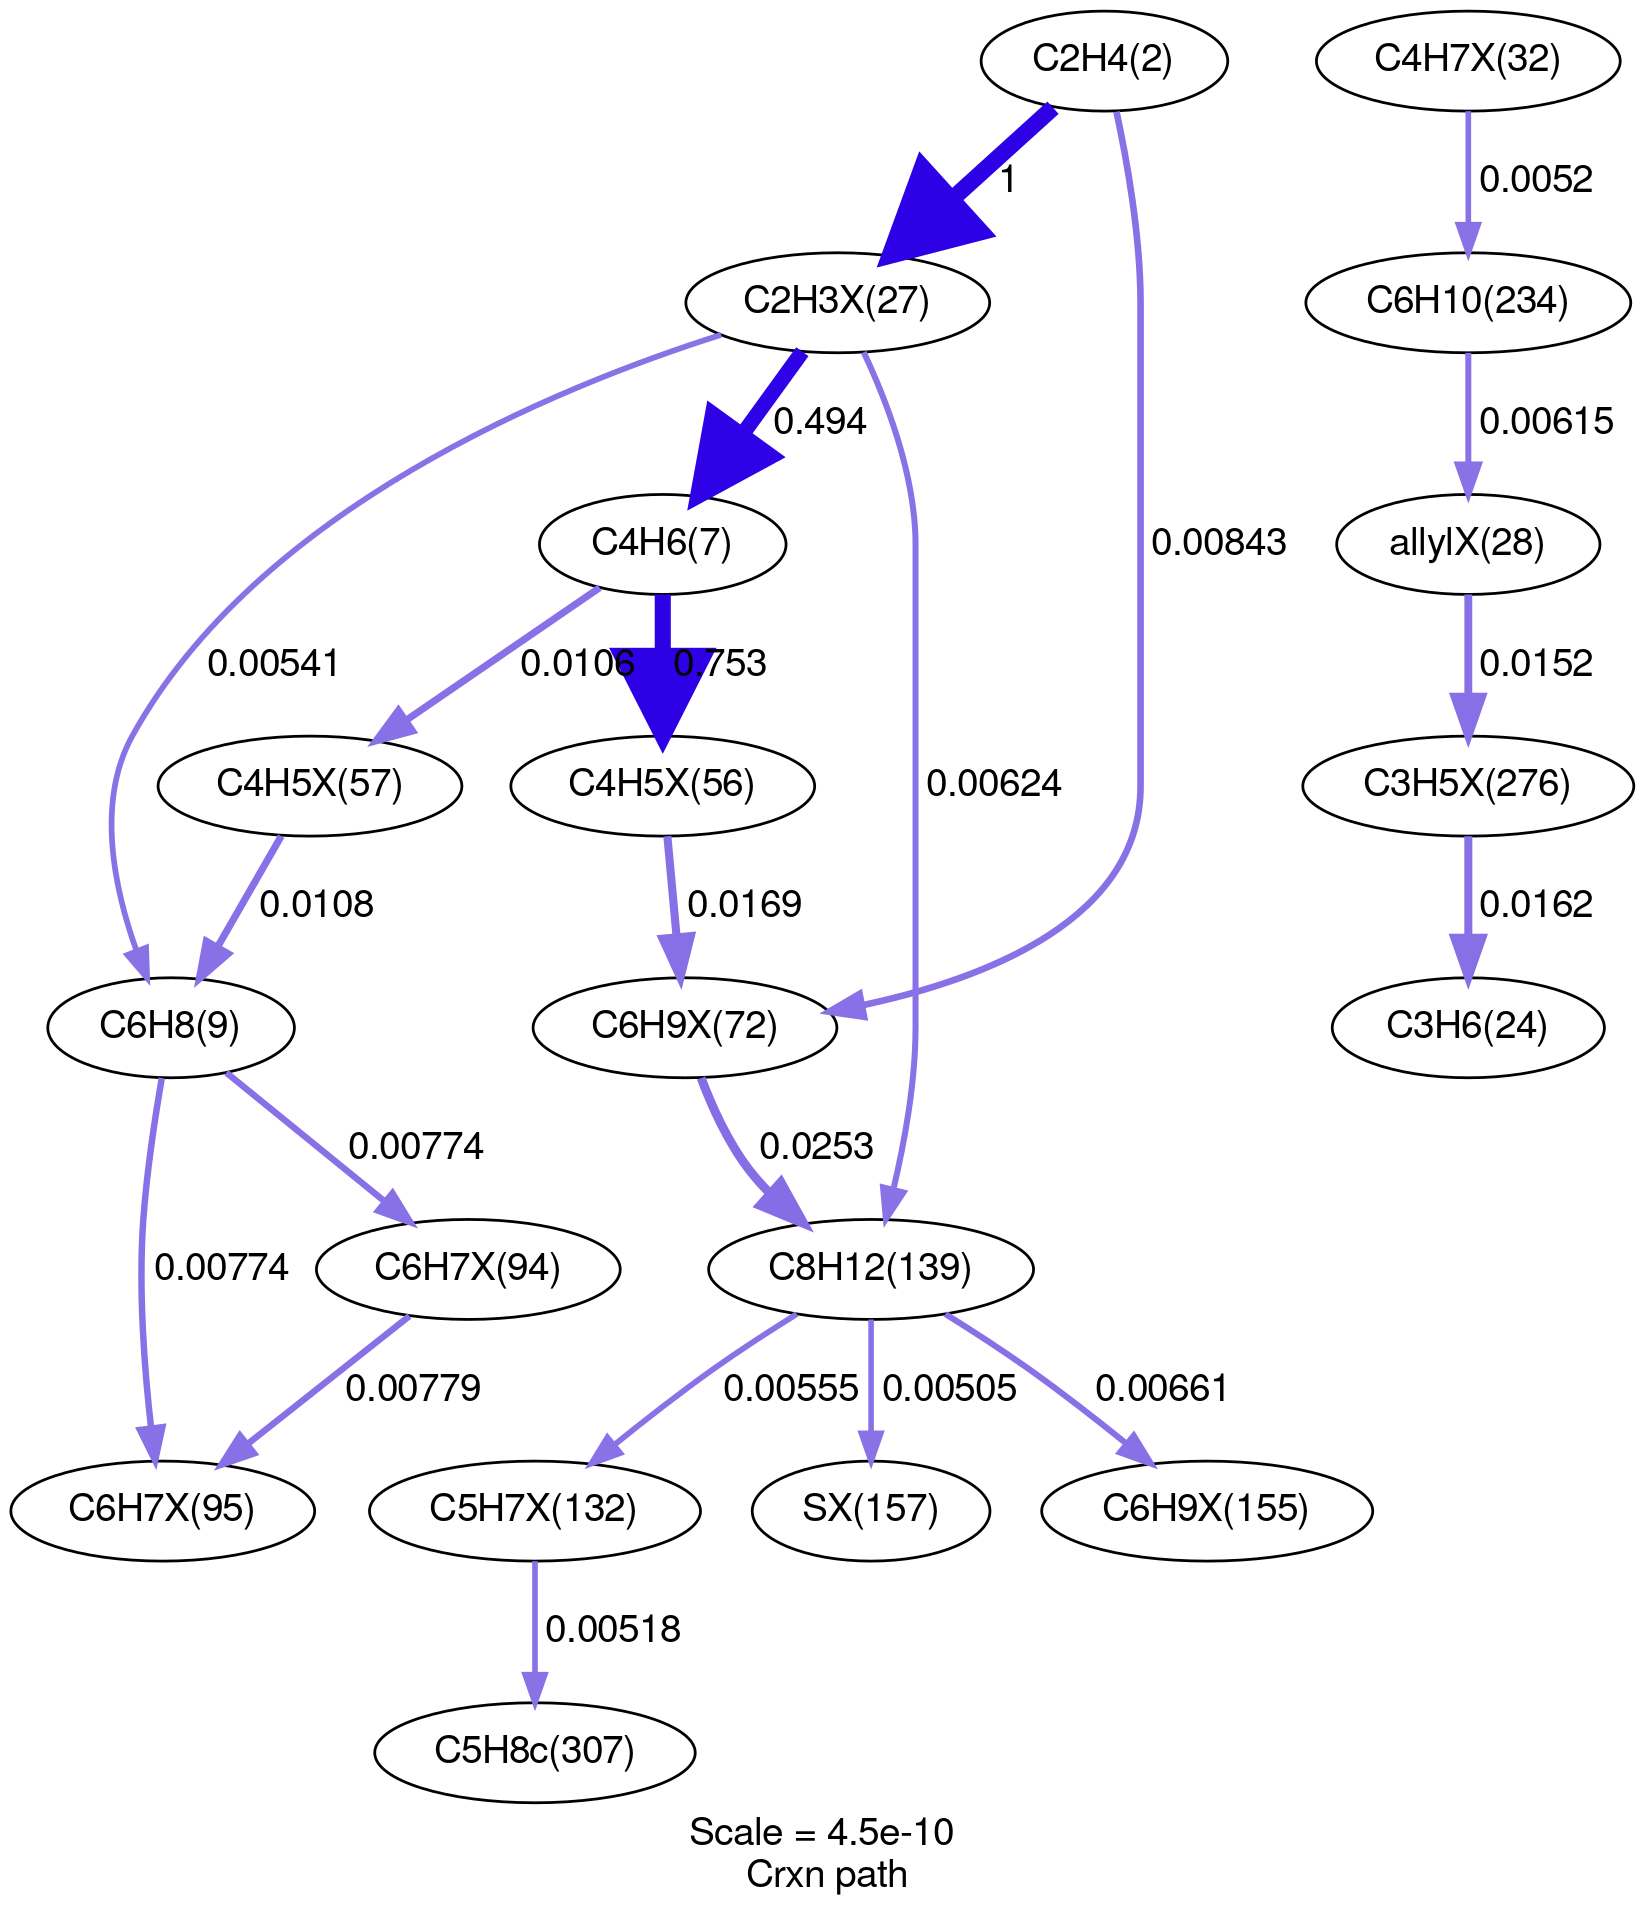 C2H4(2)
C4H7X(32)
1
0.0052
C2H3X(27)
C6H10(234)
0.494
0.00615
C4H6(7)
0.00843
allylX(28)
0.00541
0.0106
0.753
0.0152
C4H5X(57)
C4H5X(56)
0.00624
C3H5X(276)
0.0108
0.0169
0.0162
C6H8(9)
C6H9X(72)
C3H6(24)
0.00774
0.0253
0.00774
C6H7X(94)
C8H12(139)
0.00779
0.00555
0.00505
0.00661
C6H7X(95)
C5H7X(132)
SX(157)
C6H9X(155)
0.00518
C5H8c(307)
Scale = 4.5e-10
Crxn path